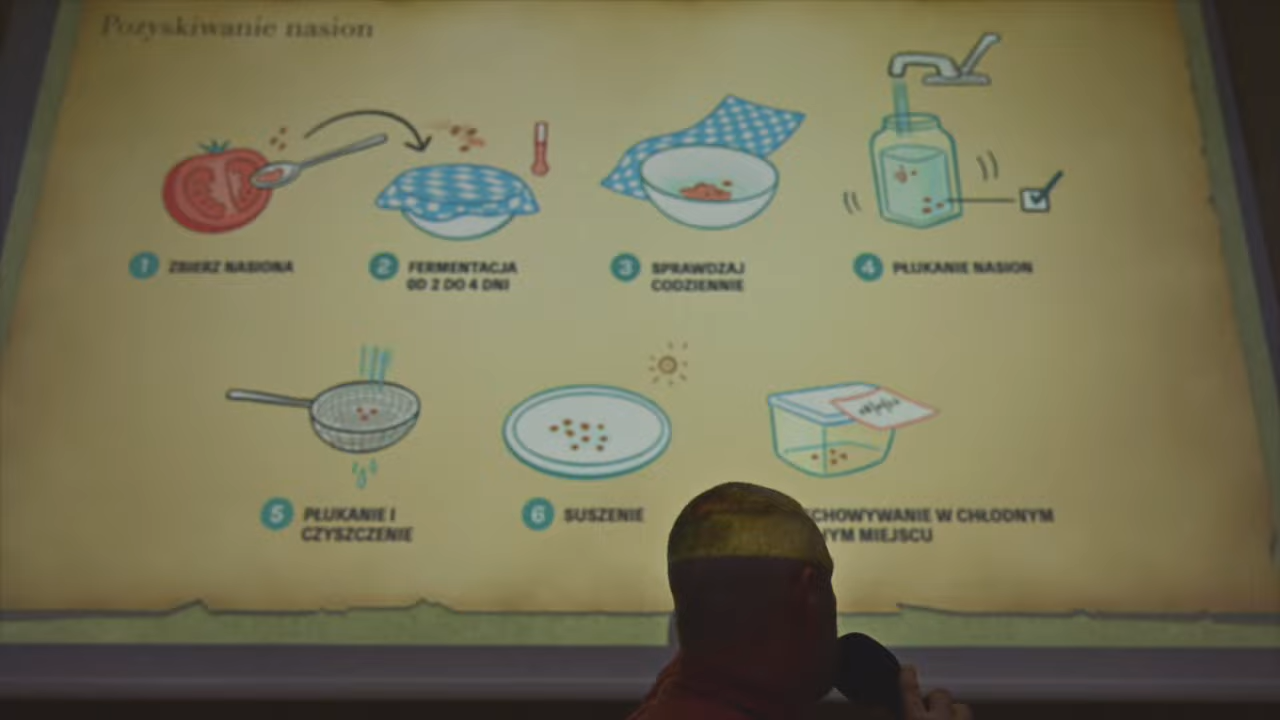 Pozyskiwanie nasion
1 ZBIERZ NASIONA
2 FERMENTACJA
OD 2 DO 4 DNI
3 SPRAWDZAJ
CODZIENNIE
4 PŁUKANIE NASION
5 PŁUKANIE I
CZYSZCZENIE
6 SUSZENIE
W CHŁODNYM
MIEJSCU